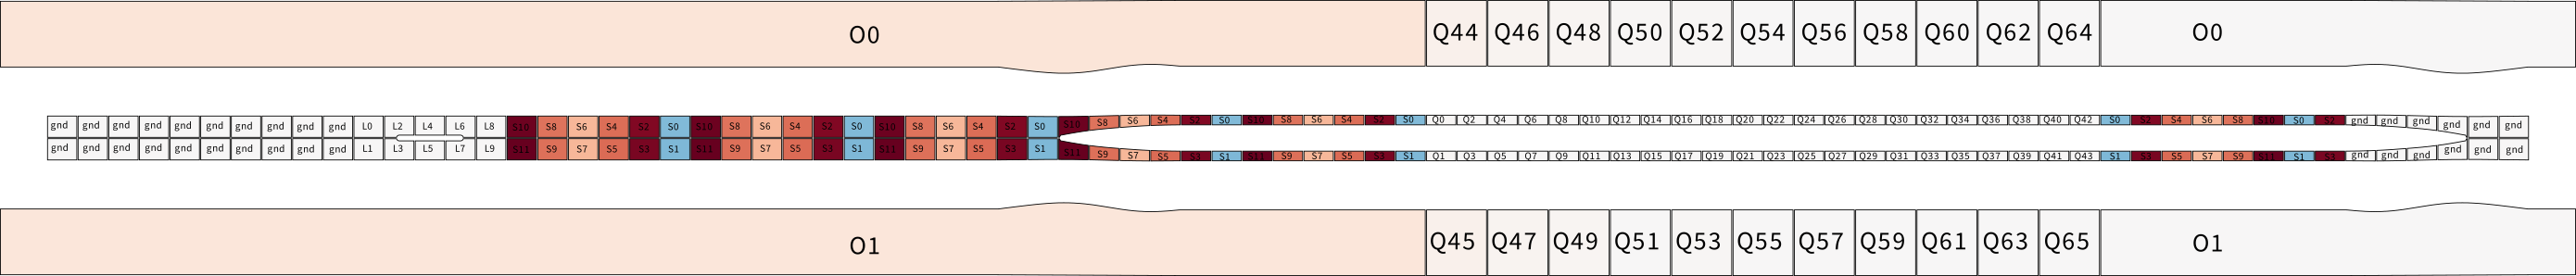 O0 Q44 Q46 Q48 Q50 Q52 Q54 Q56 Q58 Q60 Q62 Q64 O0
gnd gnd gnd gnd gnd gnd gnd gnd gnd gnd L0 L2 L4 L6 L8 S10 S8 S6 S4 S2 S0 S10 S8 S6 S4 S2 S0 S10 S8 S6 S4 S2 S0 S10 S8 S6 S4 S2 S0 S10 S8 S6 S4 S2 S0 Q0 Q2 Q4 Q6 Q8 Q10 Q12 Q14 Q16 Q18 Q20 Q22 Q24 Q26 Q28 Q30 Q32 Q34 Q36 Q38 Q40 Q42 S0 S2 S4 S6 S8 S10 S0 S2 gnd gnd gnd gnd gnd gnd
gnd gnd gnd gnd gnd gnd gnd gnd gnd gnd L1 L3 L5 L7 L9 S11 S9 S7 S5 S3 S1 S11 S9 S7 S5 S3 S1 S11 S9 S7 S5 S3 S1 S11 S9 S7 S5 S3 S1 S11 S9 S7 S5 S3 S1 Q1 Q3 Q5 Q7 Q9 Q11 Q13 Q15 Q17 Q19 Q21 Q23 Q25 Q27 Q29 Q31 Q33 Q35 Q37 Q39 Q41 Q43 S1 S3 S5 S7 S9 S11 S1 S3 gnd gnd gnd gnd gnd gnd
O1 Q45 Q47 Q49 Q51 Q53 Q55 Q57 Q59 Q61 Q63 Q65 O1